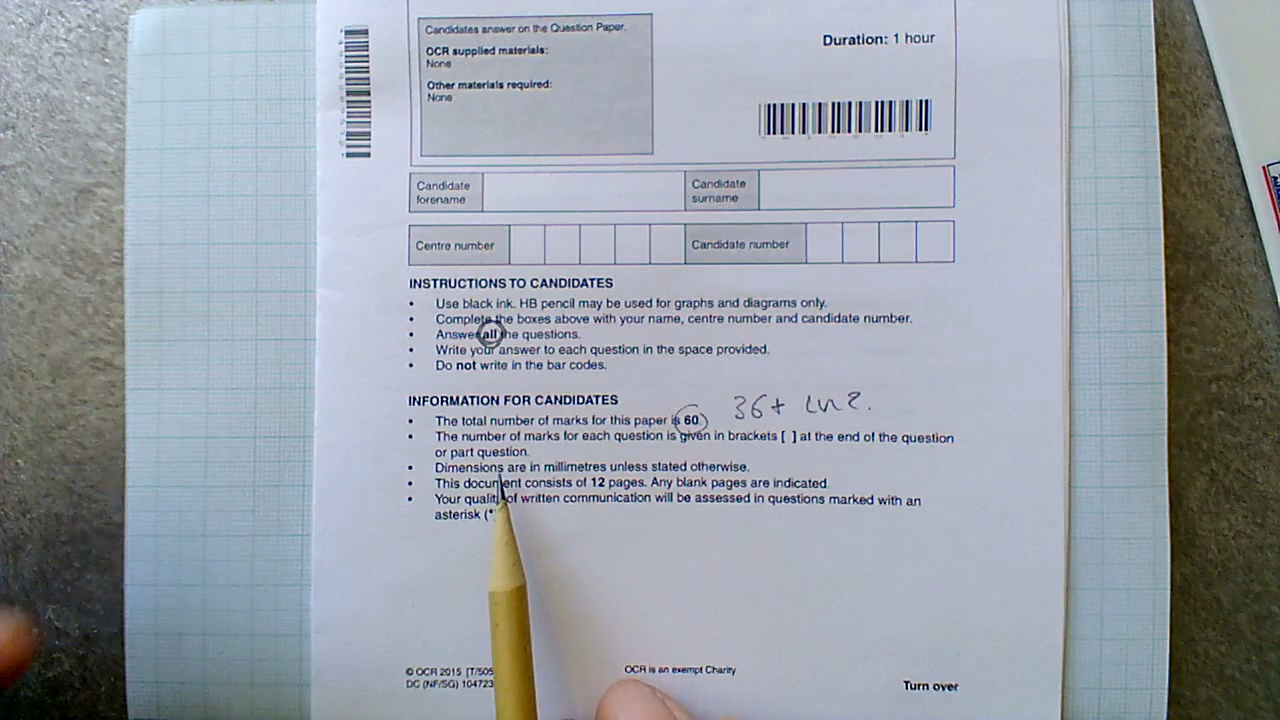 Candidates answer on the Question Paper.
OCR supplied materials:
None
Other materials required:
None
Duration: 1 hour
Candidate forename
Candidate surname
Centre number
Candidate number
INSTRUCTIONS TO CANDIDATES
• Use black ink. HB pencil may be used for graphs and diagrams only.
• Complete the boxes above with your name, centre number and candidate number.
• Answer all the questions.
• Write your answer to each question in the space provided.
• Do not write in the bar codes.
INFORMATION FOR CANDIDATES
• The total number of marks for this paper is 60.
36+
• The number of marks for each question is given in brackets [ ] at the end of the question
or part question.
• Dimensions are in millimetres unless stated otherwise.
• This document consists of 12 pages. Any blank pages are indicated.
• Your quality of written communication will be assessed in questions marked with an
asterisk (*
© OCR 2015 [T/505
DC (NF/SG) 104723
OCR is an exempt Charity
Turn over